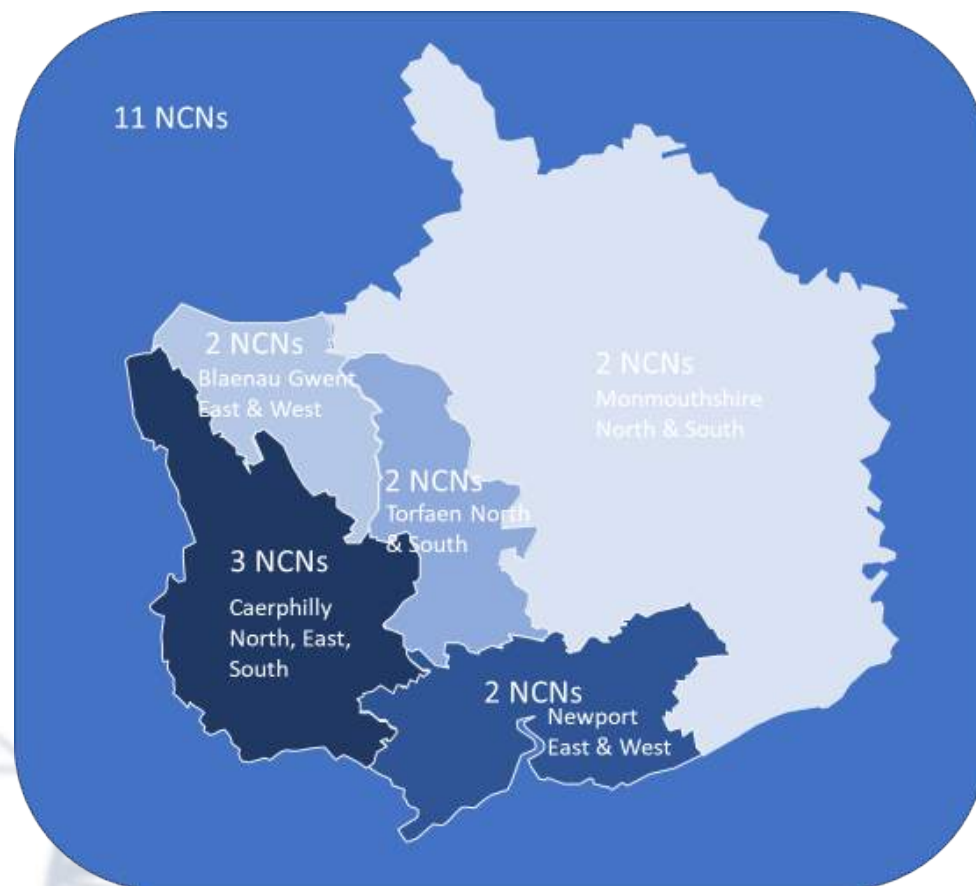 11 NCNs
2 NCNs
Blaenau Gwent
East & West
2 NCNs
Monmouthshire
North & South
2 NCNs
Torfaen North
& South
3 NCNs
Caerphilly
North, East,
South
2 NCNs
Newport
East & West